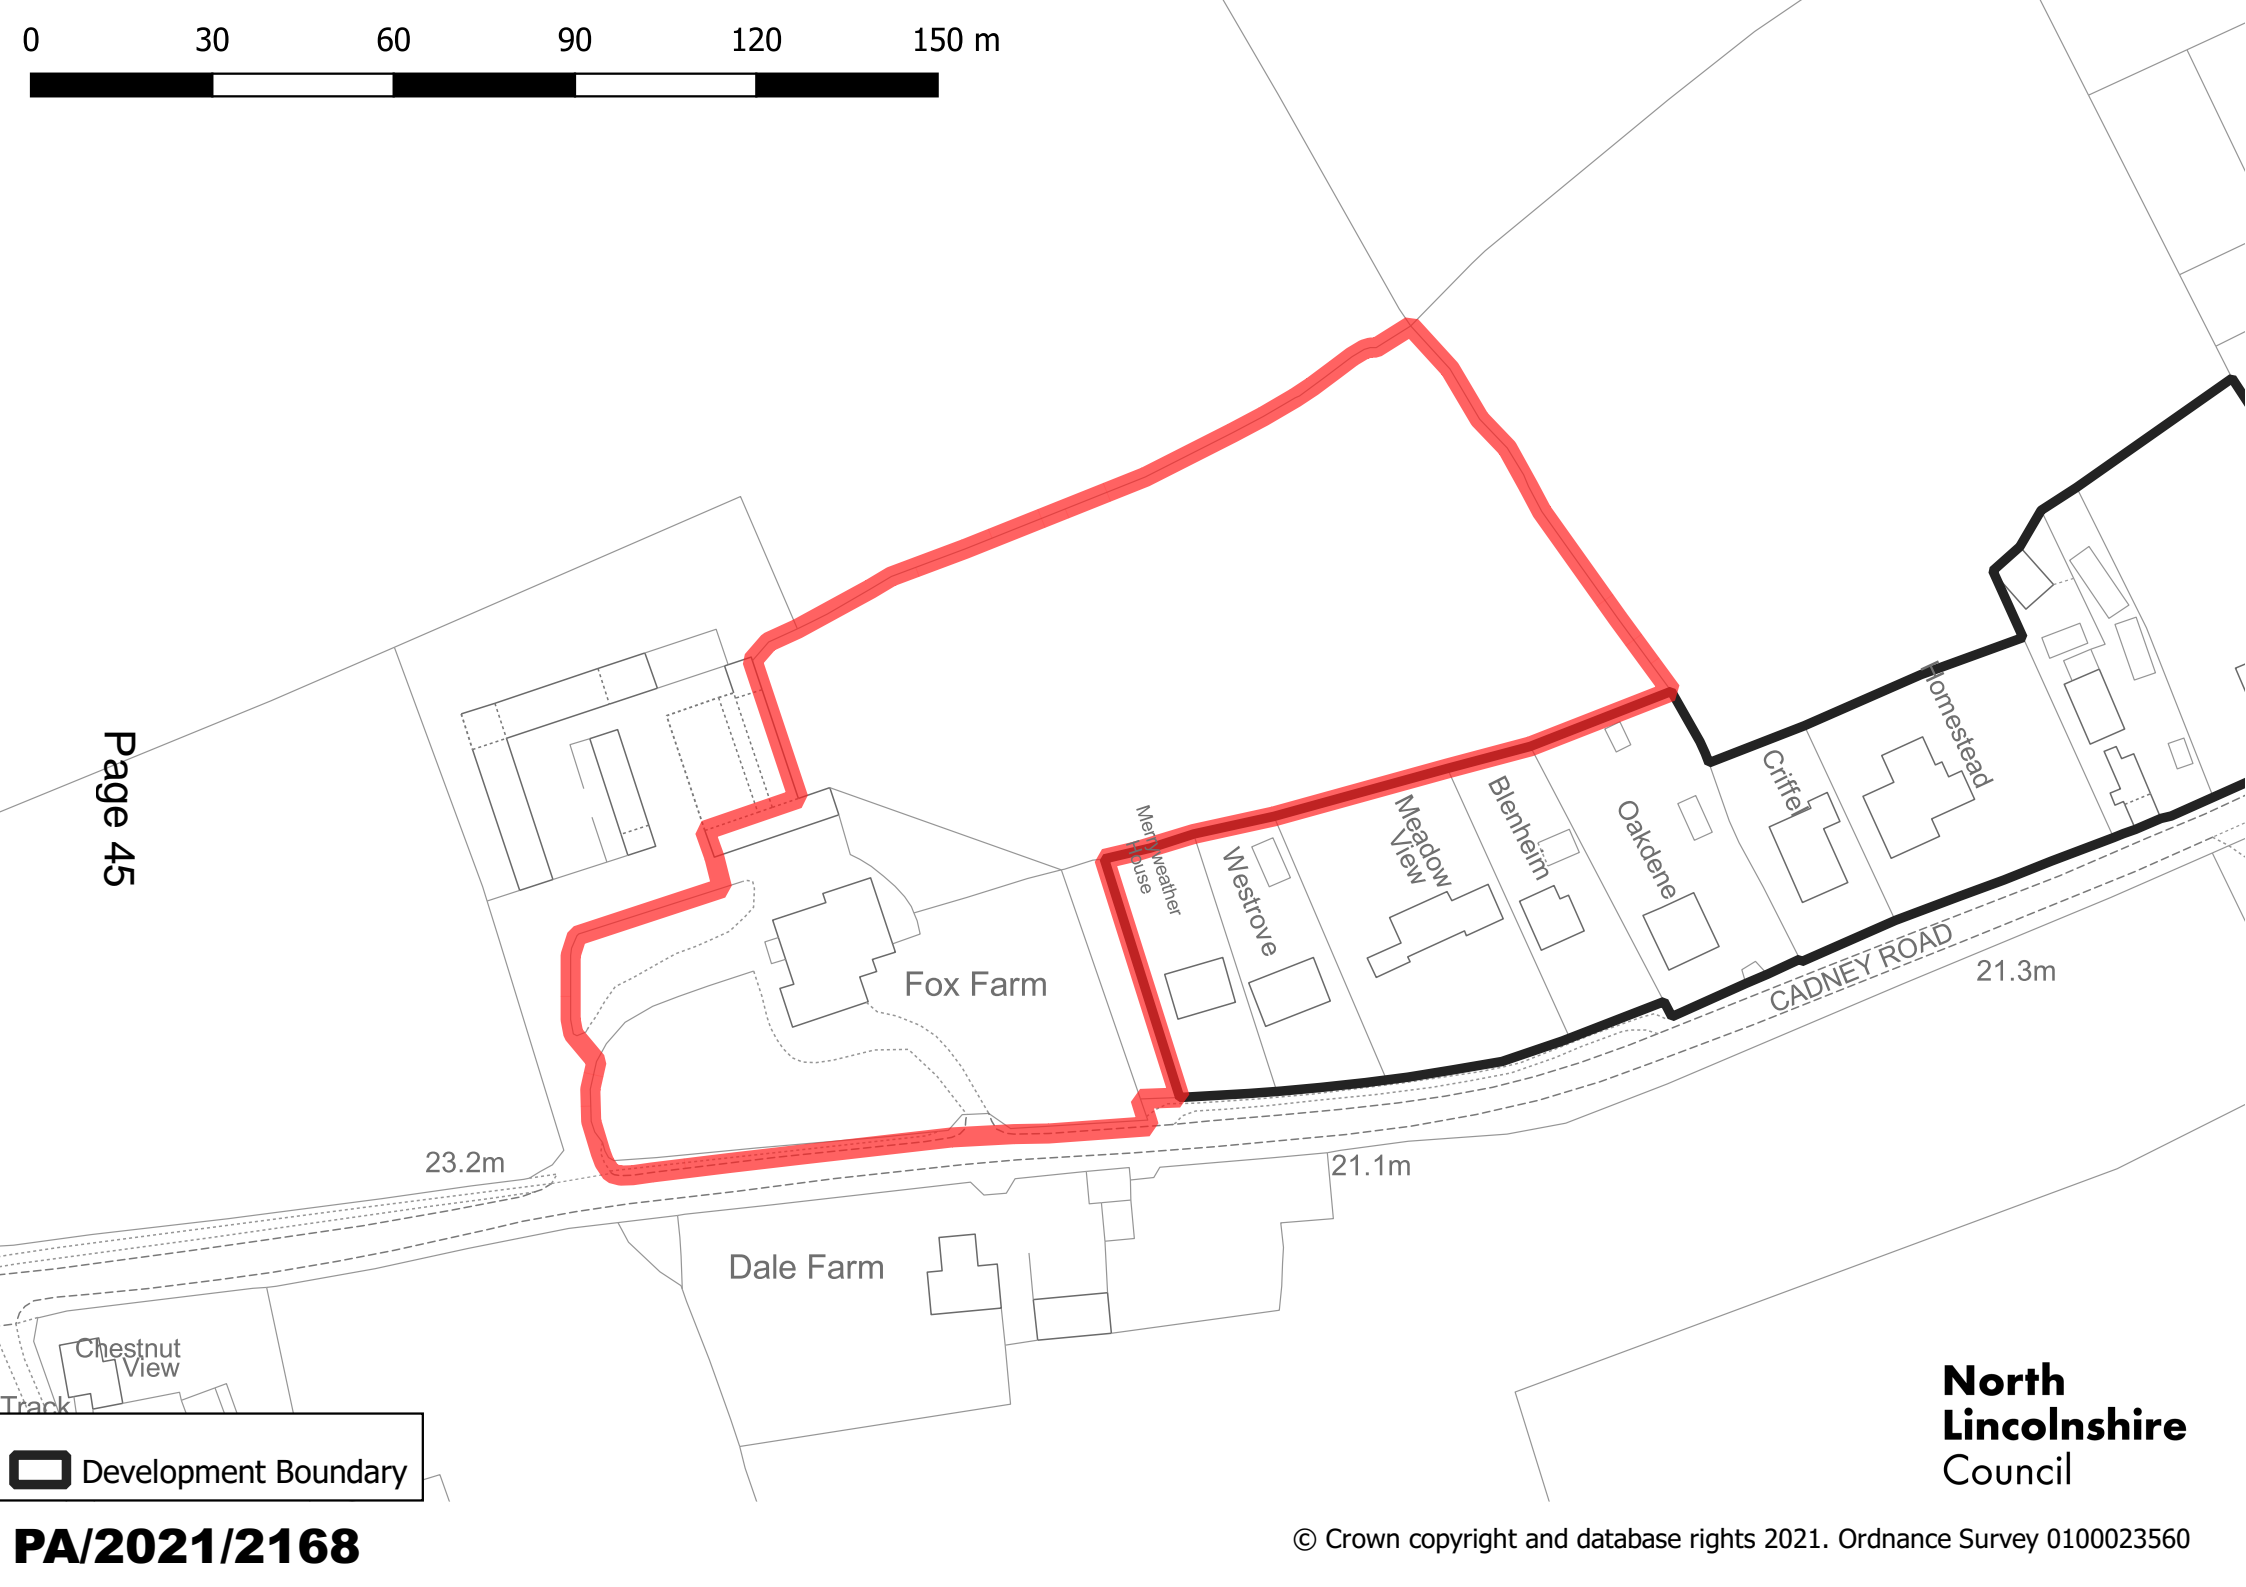 0 30 60 90 120 150 m
Page 45
Homestead
Criffel
Blenheim
Meadow
View
Oakdene
Merryweather
House
Westrove
Fox Farm
CADNEY ROAD
21.3m
23.2m
21.1m
Dale Farm
Chestnut
View
Track
Development Boundary
North
Lincolnshire
Council
PA/2021/2168
© Crown copyright and database rights 2021. Ordnance Survey 0100023560